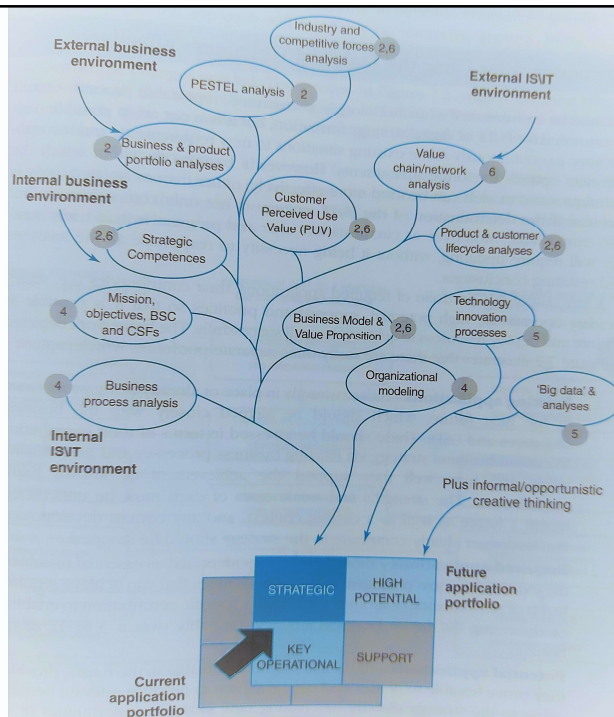 Industry and
competitive forces
analysis
2,6
External business
environment
PESTEL analysis
2
External IS\IT
environment
2
Business & product
portfolio analyses
Value
chain/network
analysis
6
Internal business
environment
Customer
Perceived Use
Value (PUV)
2,6
2,6
Strategic
Competences
Product & customer
lifecycle analyses
2,6
4
Mission,
objectives, BSC
and CSFs
Business Model &
Value Proposition
2,6
Technology
innovation
processes
5
4
Business
process analysis
Organizational
modeling
4
'Big data' &
analyses
5
Internal
IS\IT
environment
Plus informal/opportunistic
creative thinking
STRATEGIC
HIGH
POTENTIAL
Future
application
portfolio
KEY
OPERATIONAL
SUPPORT
Current
application
portfolio